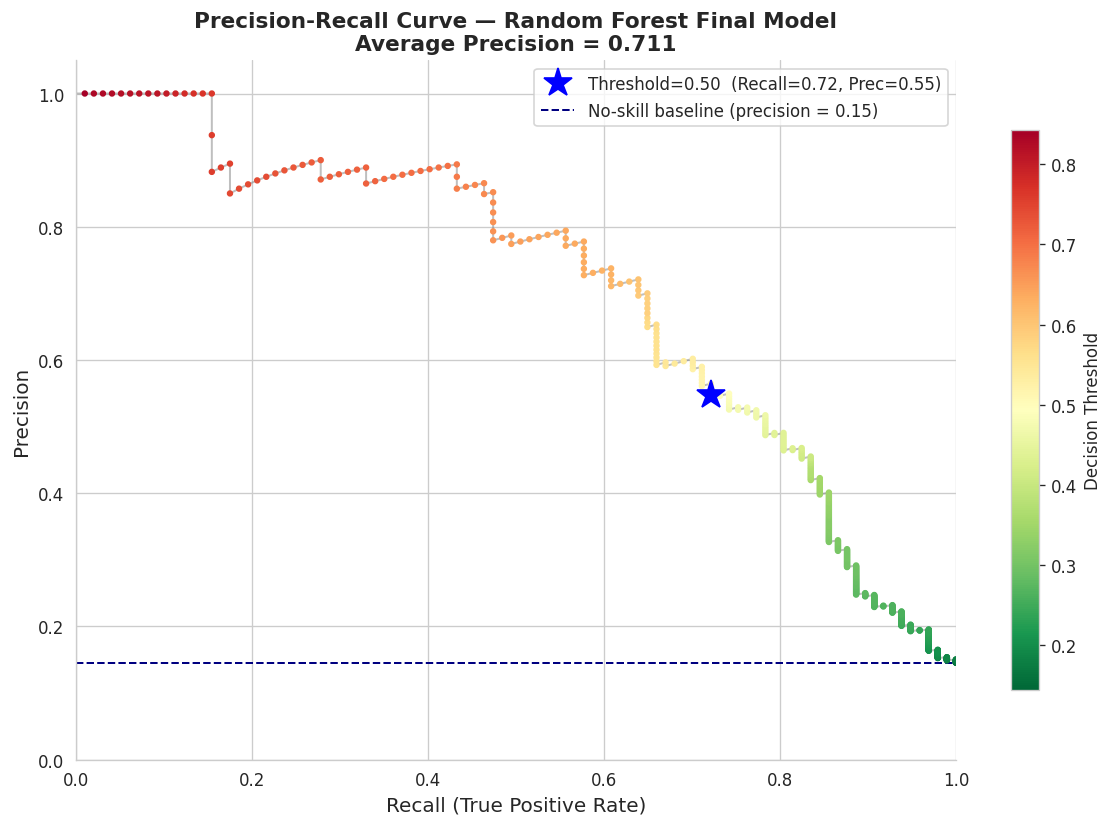 Precision-Recall Curve — Random Forest Final Model
Average Precision = 0.711
Threshold=0.50  (Recall=0.72, Prec=0.55)
No-skill baseline (precision = 0.15)
1.0
0.8
0.6
0.4
0.2
0.0
Precision
0.0
0.2
0.4
0.6
0.8
1.0
Recall (True Positive Rate)
0.8
0.7
0.6
0.5
0.4
0.3
0.2
Decision Threshold